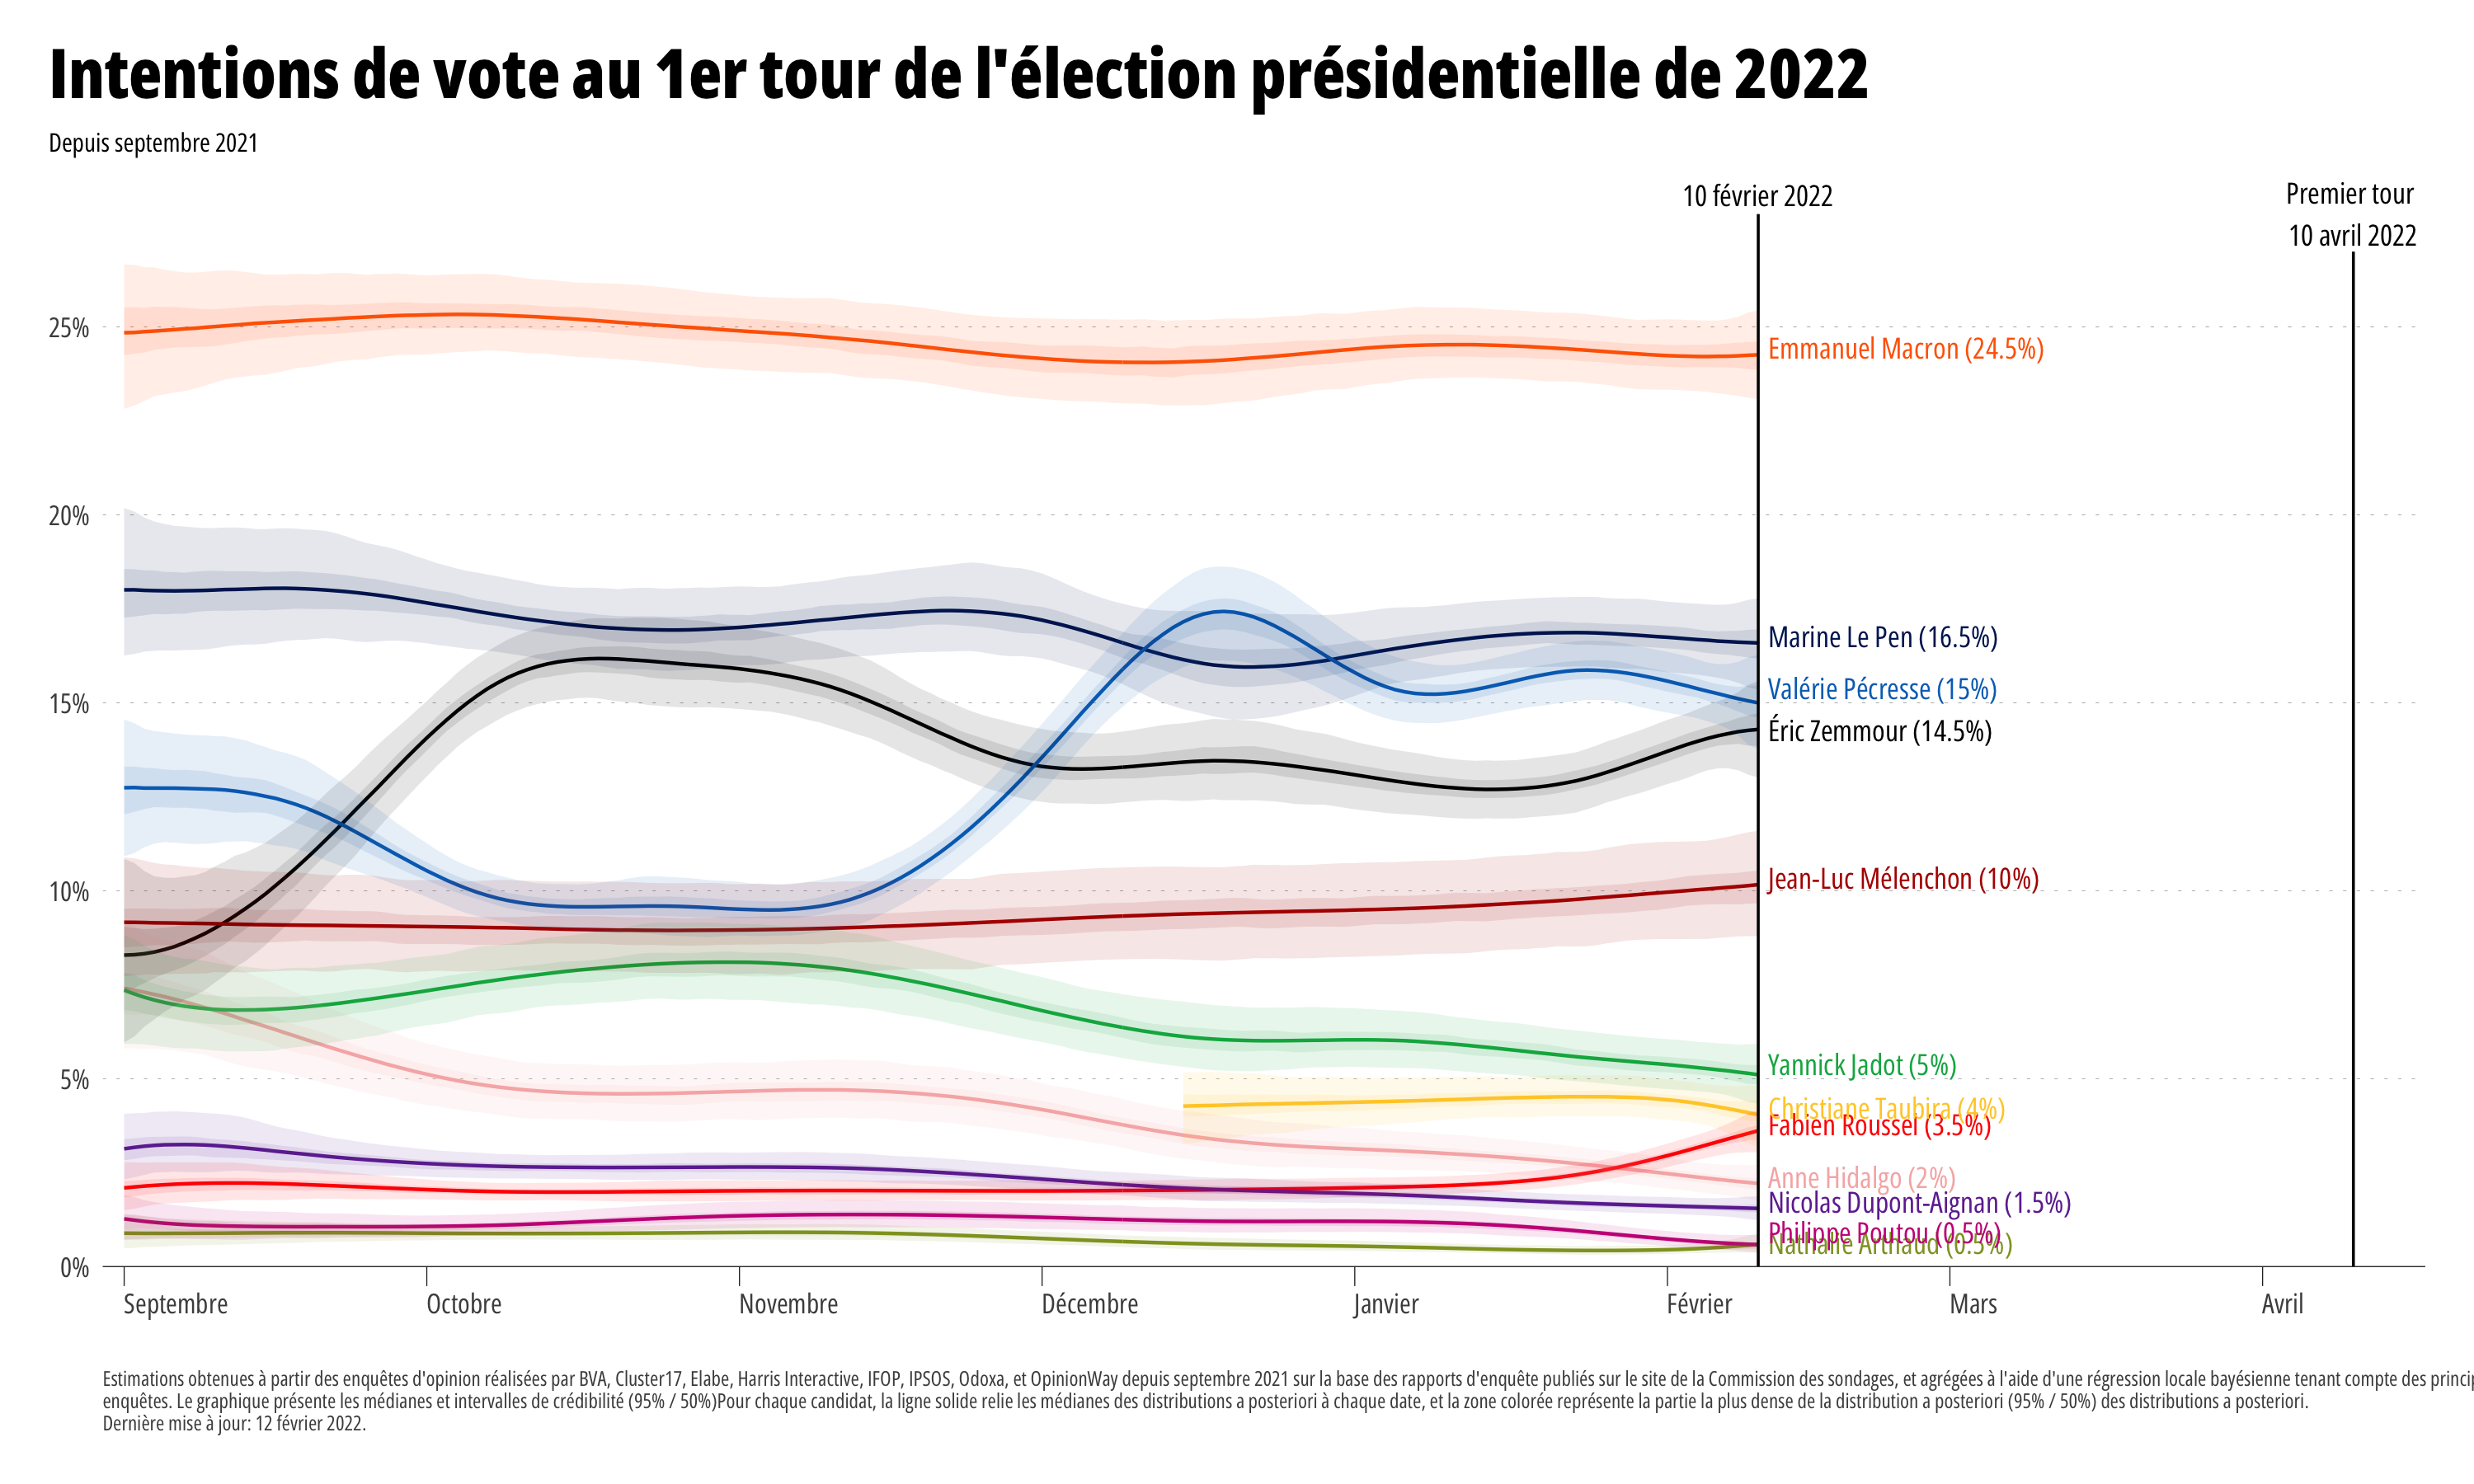 Intentions de vote au 1er tour de l'élection présidentielle de 2022
Depuis septembre 2021
10 février 2022
Premier tour
10 avril 2022
25%
20%
15%
10%
5%
0%
Emmanuel Macron (24.5%)
Marine Le Pen (16.5%)
Valérie Pécresse (15%)
Éric Zemmour (14.5%)
Jean-Luc Mélenchon (10%)
Yannick Jadot (5%)
Christiane Taubira (4%)
Fabien Roussel (3.5%)
Anne Hidalgo (2%)
Nicolas Dupont-Aignan (1.5%)
Philippe Poutou (0.5%)
Nathalie Arthaud (0.5%)
Septembre
Octobre
Novembre
Décembre
Janvier
Février
Mars
Avril
Estimations obtenues à partir des enquêtes d'opinion réalisées par BVA, Cluster17, Elabe, Harris Interactive, IFOP, IPSOS, Odoxa, et OpinionWay depuis septembre 2021 sur la base des rapports d'enquête publiés sur le site de la Commission des sondages, et agrégées à l'aide d'une régression locale bayésienne tenant compte des
enquêtes. Le graphique présente les médianes et intervalles de crédibilité (95% / 50%)Pour chaque candidat, la ligne solide relie les médianes des distributions a posteriori à chaque date, et la zone colorée représente la partie la plus dense de la distribution a posteriori (95% / 50%) des distributions a posteriori.
Dernière mise à jour: 12 février 2022.